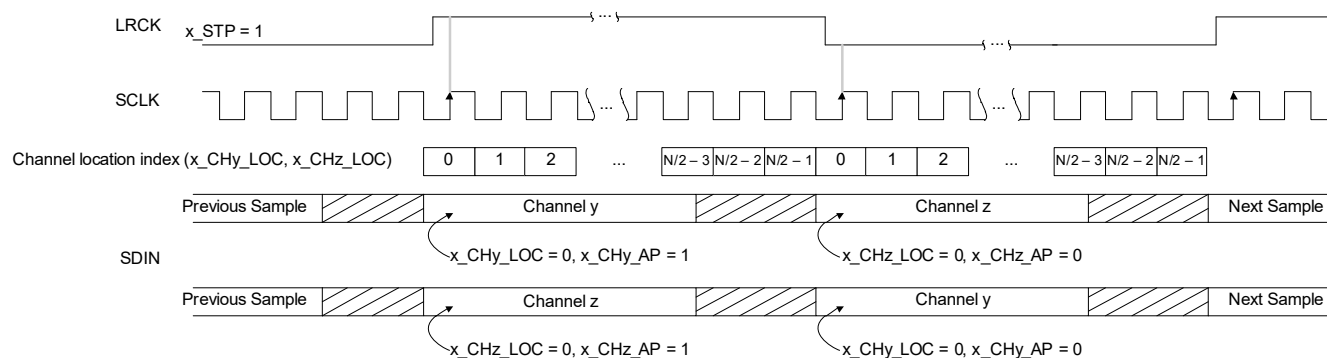 LRCK x_STP = 1 ...
...
SCLK ... ...
Channel location index (x_CHy_LOC, x_CHz_LOC) 0 1 2 ... N/2 – 3 N/2 – 2 N/2 – 1 0 1 2 ... N/2 – 3 N/2 – 2 N/2 – 1
Previous Sample Channel y Channel z Next Sample
x_CHy_LOC = 0, x_CHy_AP = 1 x_CHz_LOC = 0, x_CHz_AP = 0
SDIN
Previous Sample Channel z Channel y Next Sample
x_CHz_LOC = 0, x_CHz_AP = 1 x_CHy_LOC = 0, x_CHy_AP = 0